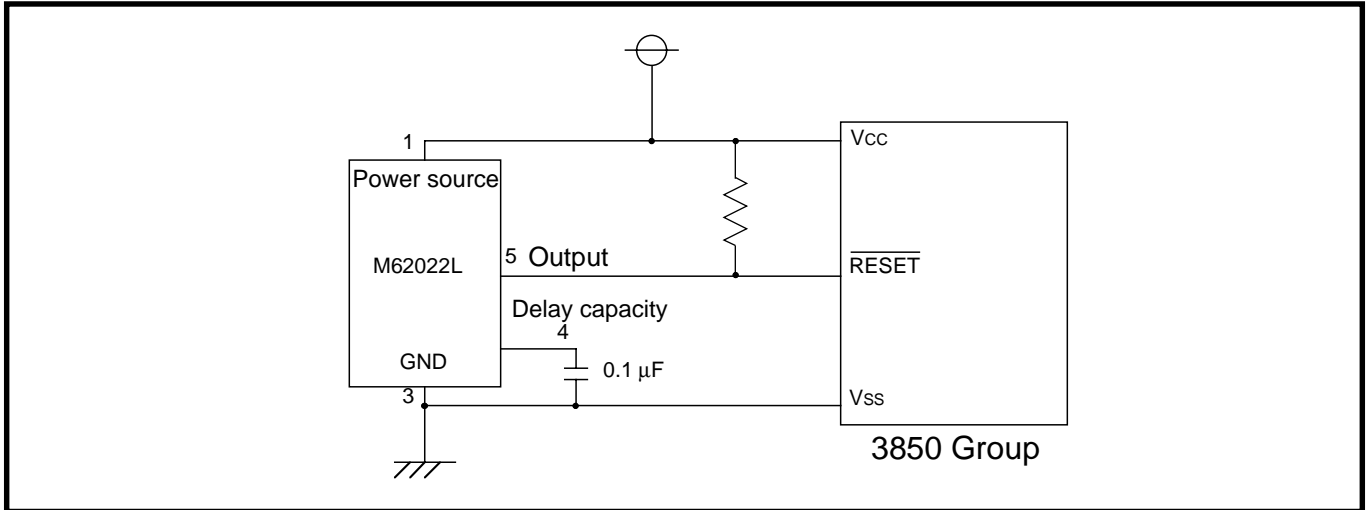 1
Vcc
Power source
5 Output
M62022L
RESET
Delay capacity
4
GND
0.1 μF
3
Vss
3850 Group